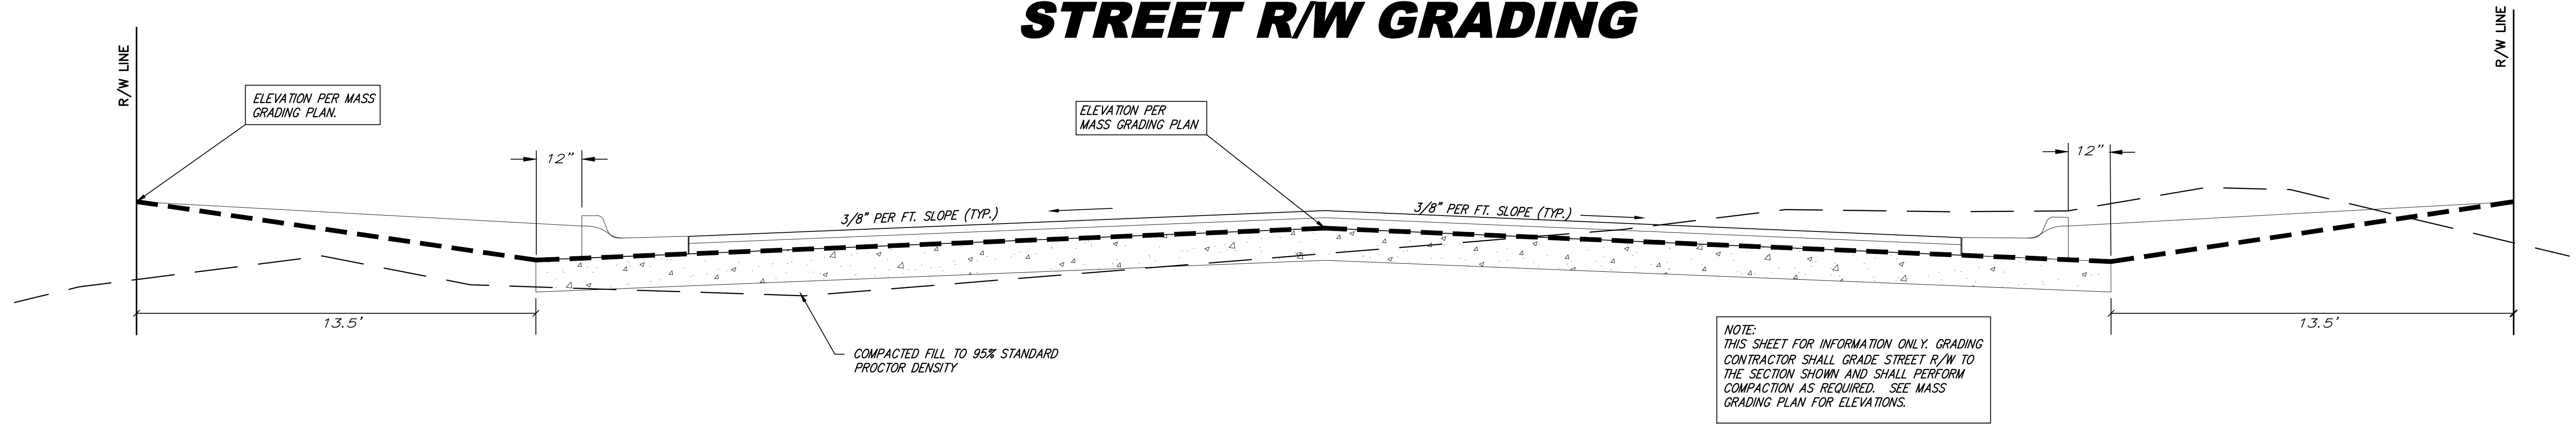 STREET R/W GRADING
R/W LINE
R/W LINE
ELEVATION PER MASS
GRADING PLAN.
ELEVATION PER
MASS GRADING PLAN
12"
12"
3/8" PER FT. SLOPE (TYP.)
3/8" PER FT. SLOPE (TYP.)
13.5'
13.5'
COMPACTED FILL TO 95% STANDARD
PROCTOR DENSITY
NOTE:
THIS SHEET FOR INFORMATION ONLY. GRADING
CONTRACTOR SHALL GRADE STREET R/W TO
THE SECTION SHOWN AND SHALL PERFORM
COMPACTION AS REQUIRED. SEE MASS
GRADING PLAN FOR ELEVATIONS.